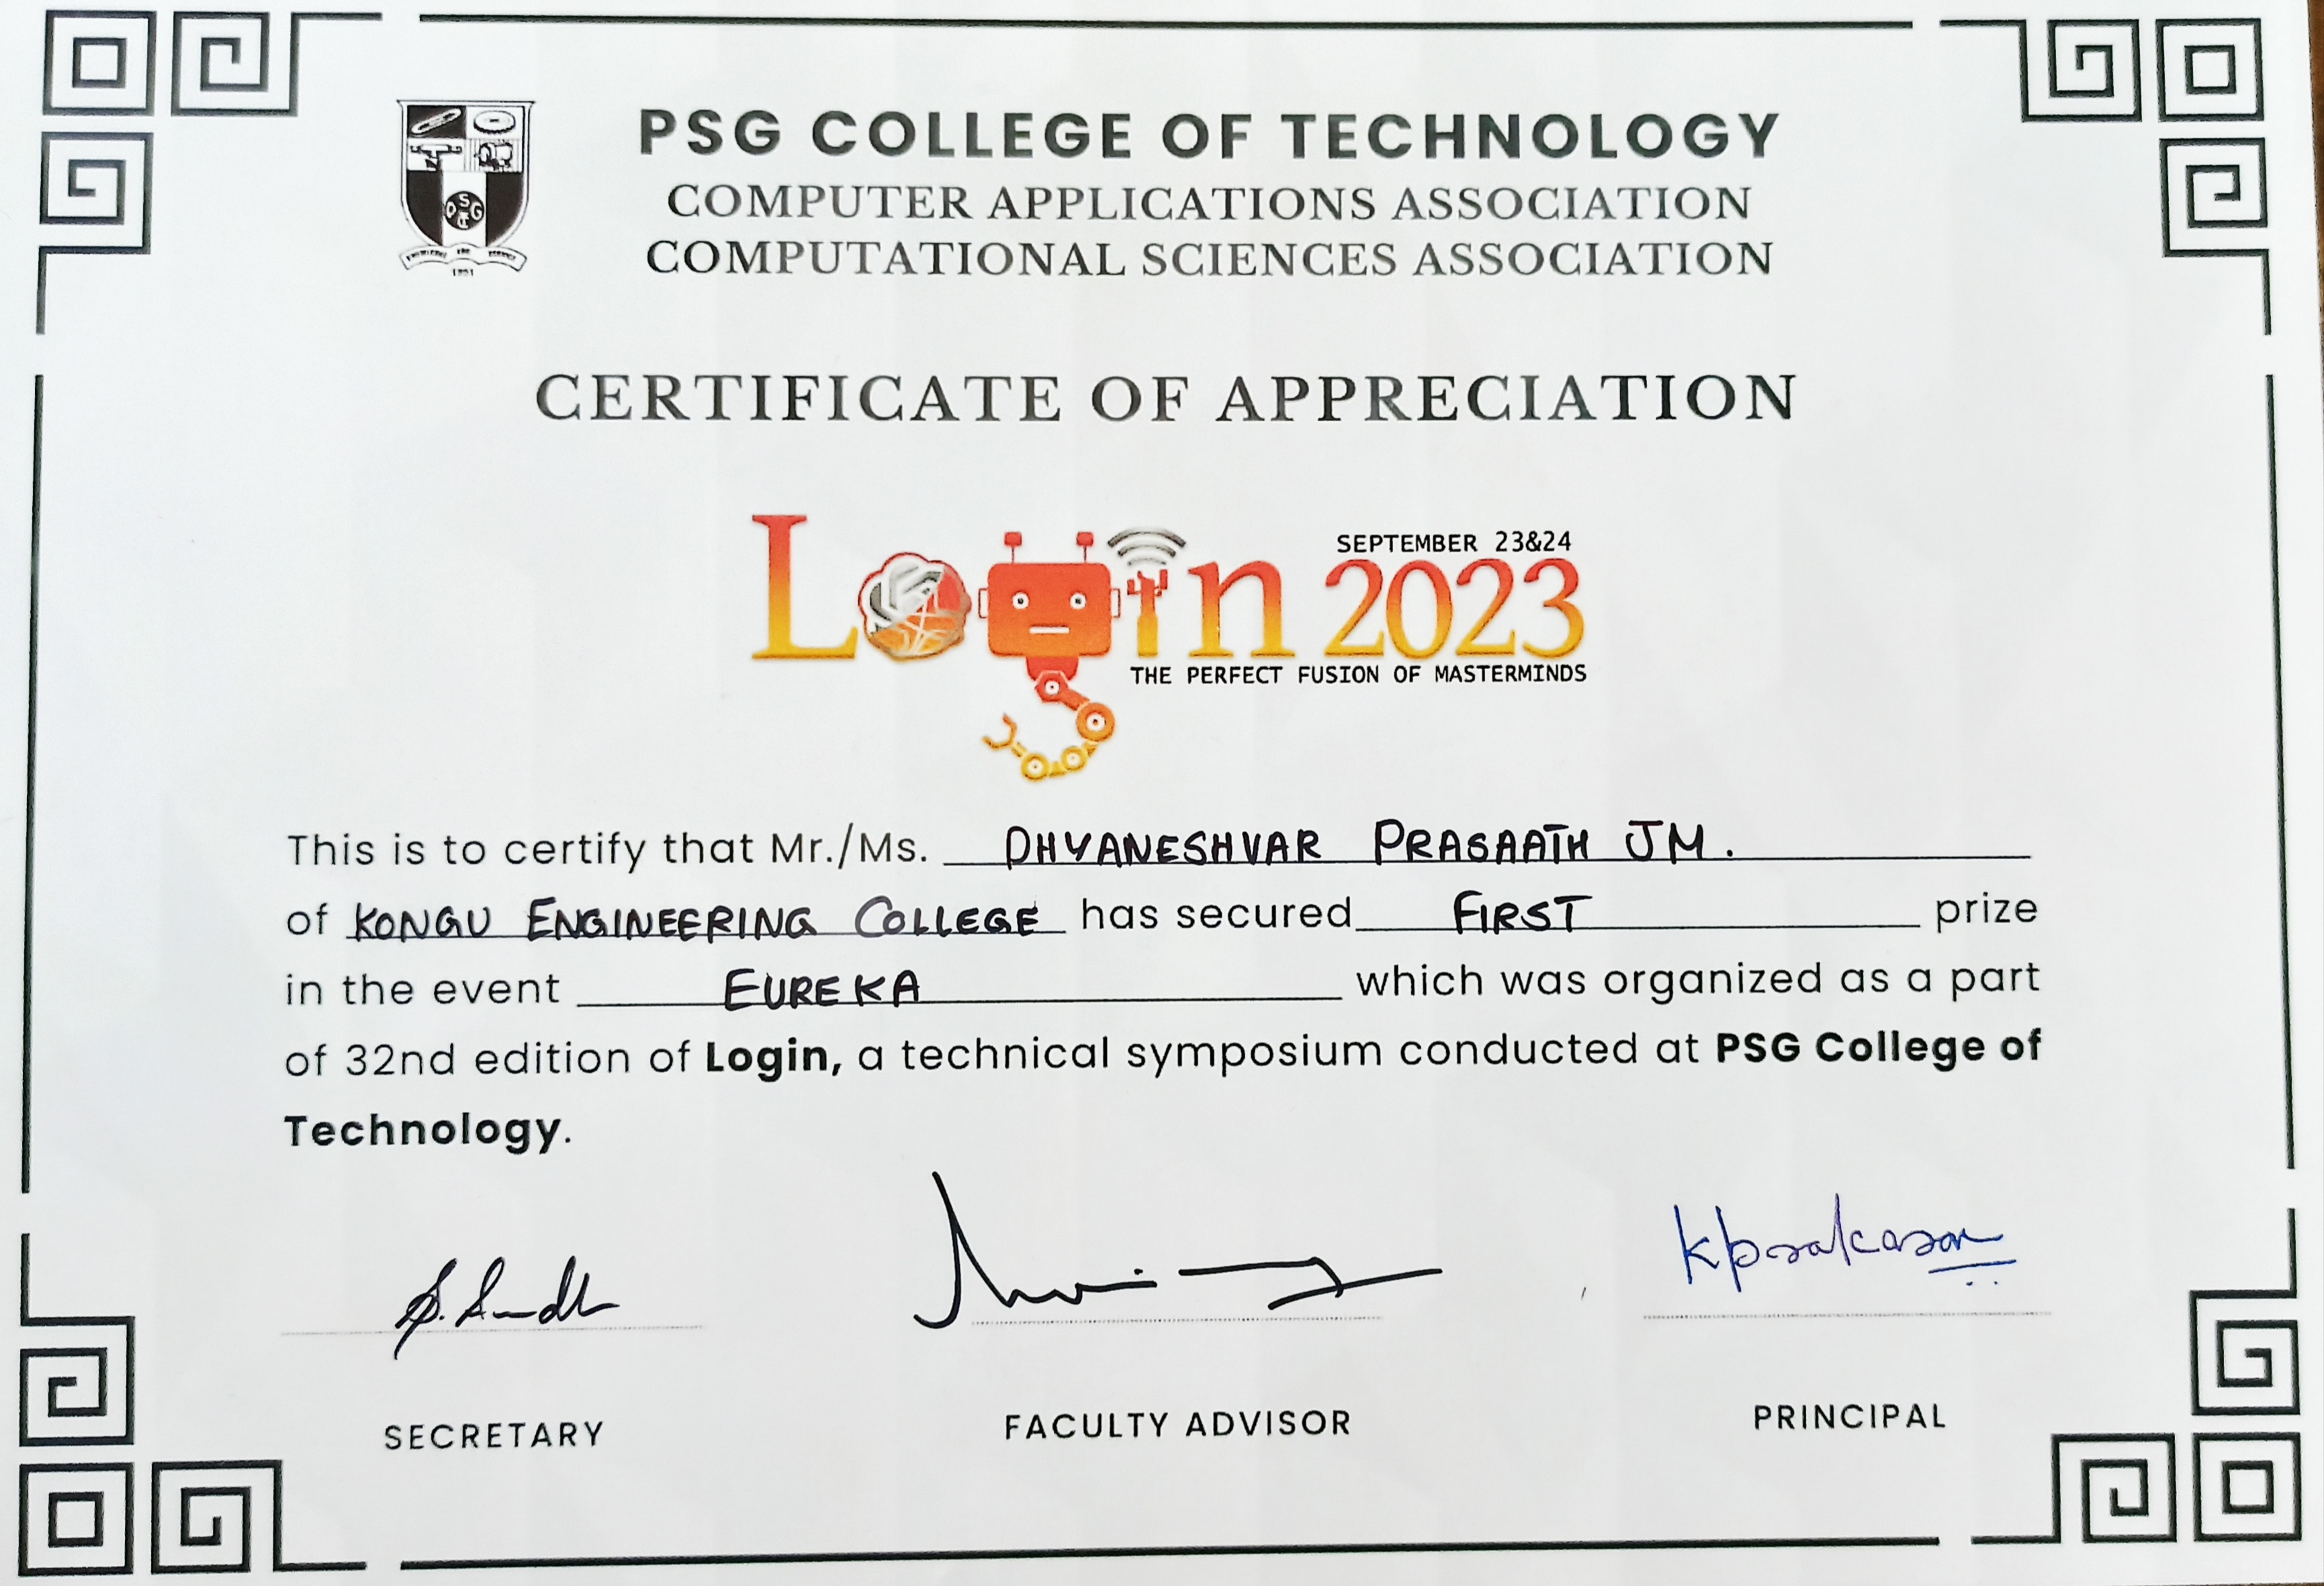 PSG COLLEGE OF TECHNOLOGY
COMPUTER APPLICATIONS ASSOCIATION
COMPUTATIONAL SCIENCES ASSOCIATION
1951
CERTIFICATE OF APPRECIATION
SEPTEMBER 23&24
Login 2023
THE PERFECT FUSION OF MASTERMINDS
This is to certify that Mr./Ms. DHYANESHVAR PRASAATH JM.
of KONGU ENGINEERING COLLEGE has secured FIRST prize
in the event EUREKA which was organized as a part
of 32nd edition of Login, a technical symposium conducted at PSG College of
Technology.
SECRETARY
FACULTY ADVISOR
PRINCIPAL